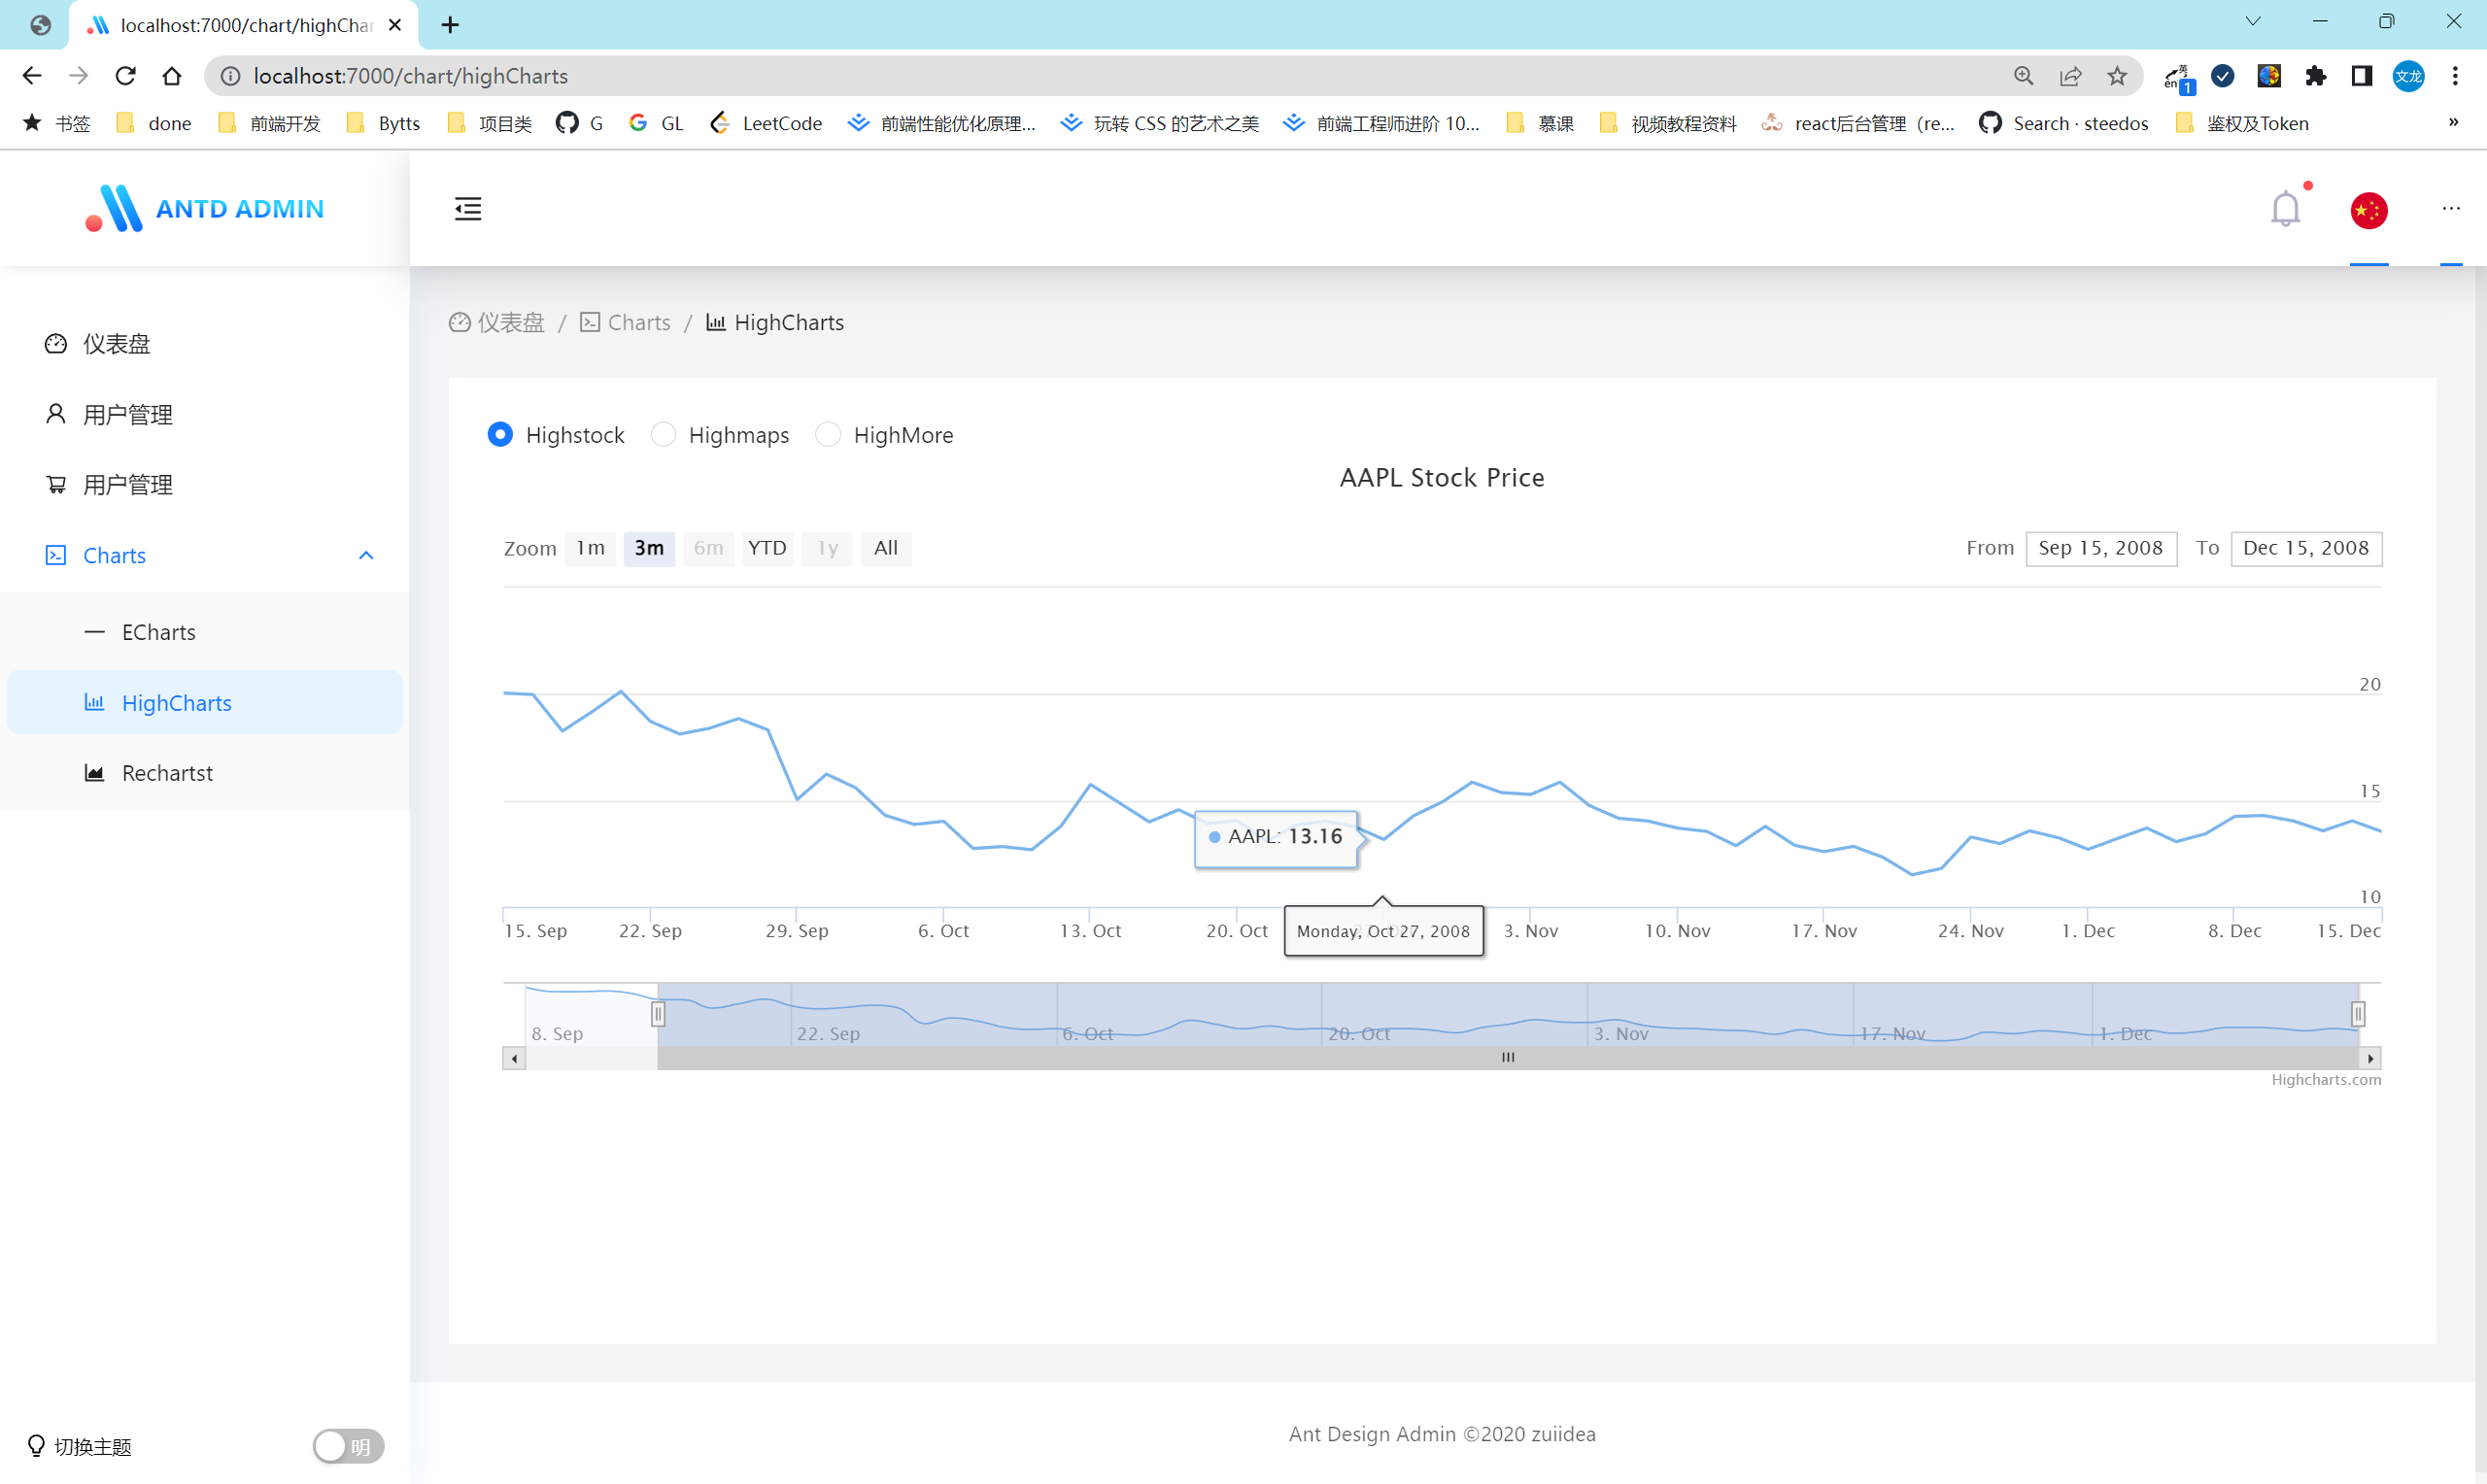 localhost:7000/chart/highChar
localhost:7000/chart/highCharts
英
en
1
文龙
书签
done
前端开发
Bytts
项目类
G
GL
LeetCode
前端性能优化原理...
玩转 CSS 的艺术之美
前端工程师进阶 10...
慕课
视频教程资料
react后台管理（re...
Search · steedos
鉴权及Token
»
ANTD ADMIN
...
仪表盘
用户管理
用户管理
Charts
ECharts
HighCharts
Rechartst
切换主题
明
仪表盘 / Charts / HighCharts
Highstock Highmaps HighMore
AAPL Stock Price
Zoom 1m 3m 6m YTD 1y All
From Sep 15, 2008 To Dec 15, 2008
20
15
AAPL: 13.16
10
15. Sep 22. Sep 29. Sep 6. Oct 13. Oct 20. Oct Monday, Oct 27, 2008 3. Nov 10. Nov 17. Nov 24. Nov 1. Dec 8. Dec 15. Dec
8. Sep 22. Sep 6. Oct 20. Oct 3. Nov 17. Nov 1. Dec
Highcharts.com
Ant Design Admin ©2020 zuiidea